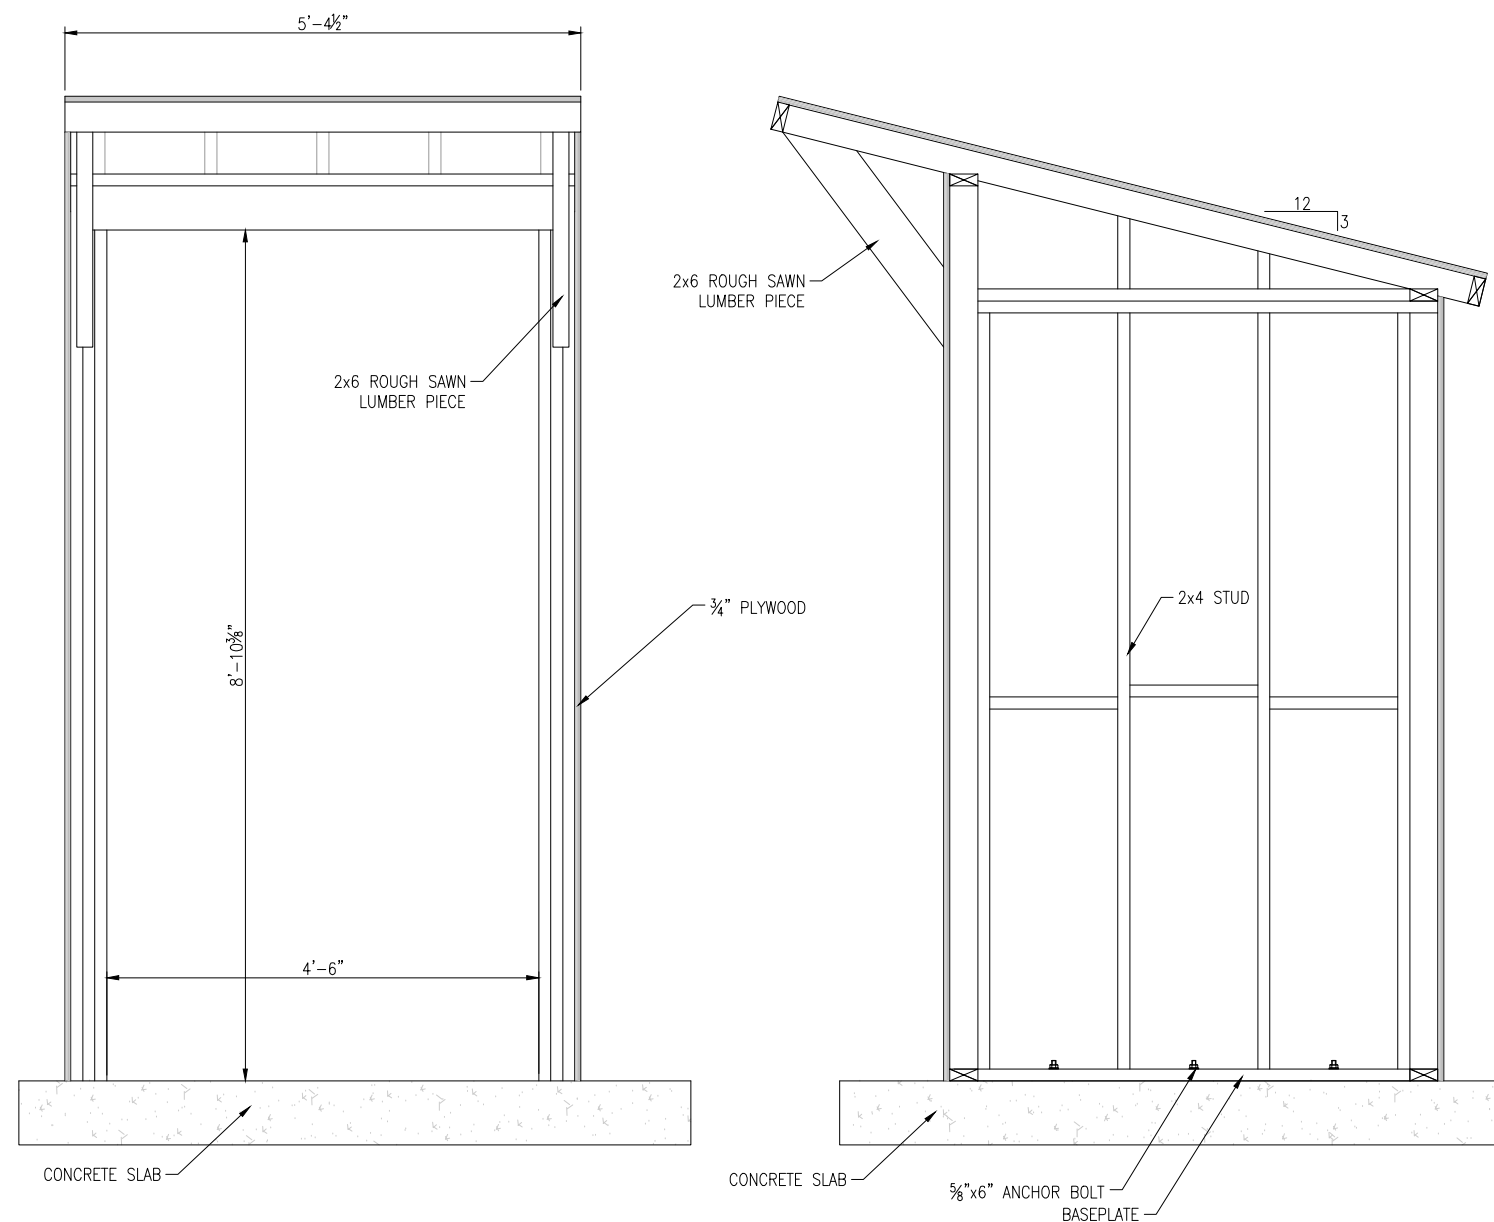 5'-4½"
12
3
2x6 ROUGH SAWN
LUMBER PIECE
2x6 ROUGH SAWN
LUMBER PIECE
2x4 STUD
¾" PLYWOOD
8'-10⅜"
4'-6"
CONCRETE SLAB
CONCRETE SLAB
⅝"x6" ANCHOR BOLT
BASEPLATE